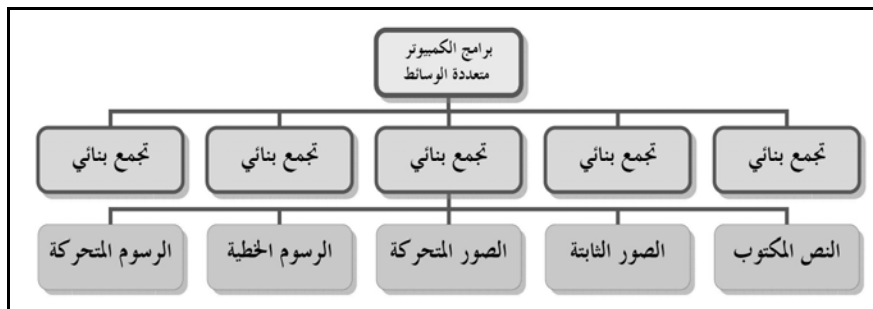 برامج الكمبيوتر
متعددة الوسائط
تجمع بنائي
تجمع بنائي
تجمع بنائي
تجمع بنائي
تجمع بنائي
النص المكتوب
الصور الثابتة
الصور المتحركة
الرسوم الخطية
الرسوم المتحركة